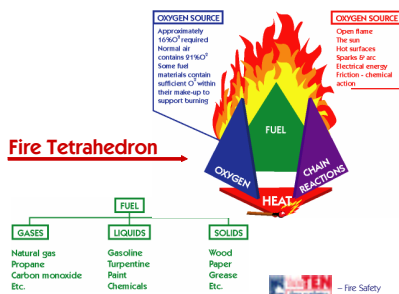 OXYGEN SOURCE
Approximately
16%O² required
Normal air
contains 21%O²
Some fuel
materials contain
sufficient O² within
their make-up to
support burning
OXYGEN SOURCE
Open flame
The sun
Hot surfaces
Sparks & arc
Electrical energy
Friction - chemical
action
Fire Tetrahedron
FUEL
OXYGEN
CHAIN
REACTIONS
HEAT
FUEL
GASES
LIQUIDS
SOLIDS
Natural gas
Propane
Carbon monoxide
Etc.
Gasoline
Turpentine
Paint
Chemicals
Wood
Paper
Grease
Etc.
TEN
– Fire Safety